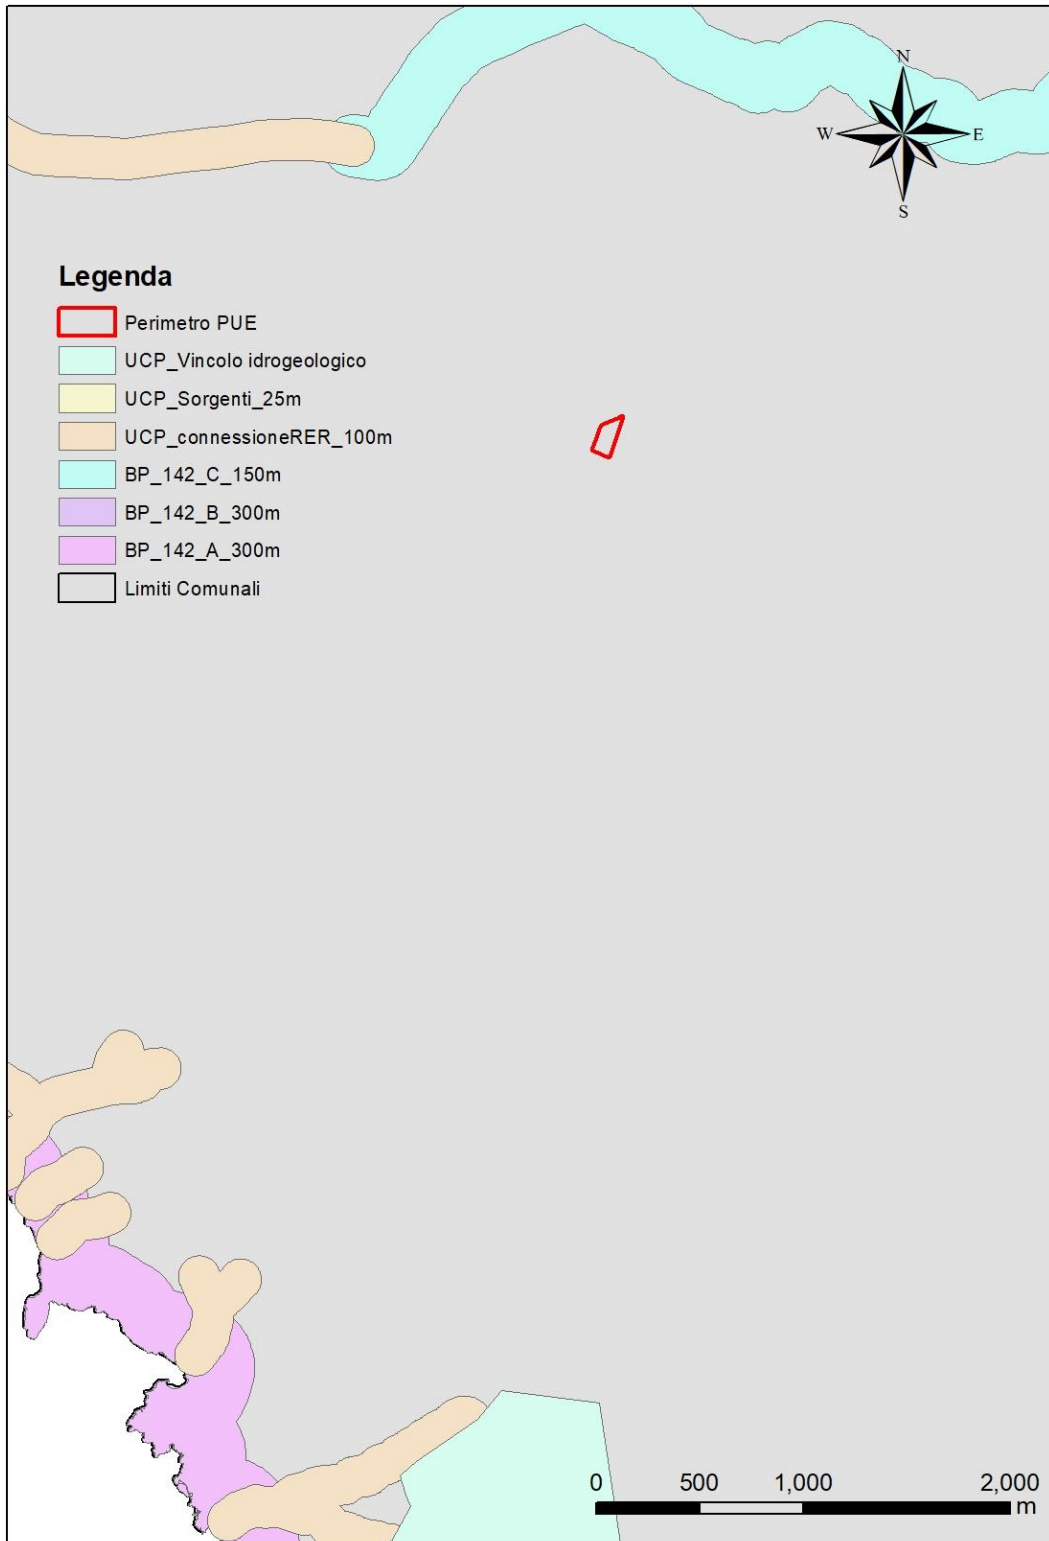 N
W E
S
Legenda
Perimetro PUE
UCP_Vincolo idrogeologico
UCP_Sorgenti_25m
UCP_connessioneRER_100m
BP_142_C_150m
BP_142_B_300m
BP_142_A_300m
Limiti Comunali
0 500 1,000 2,000
m